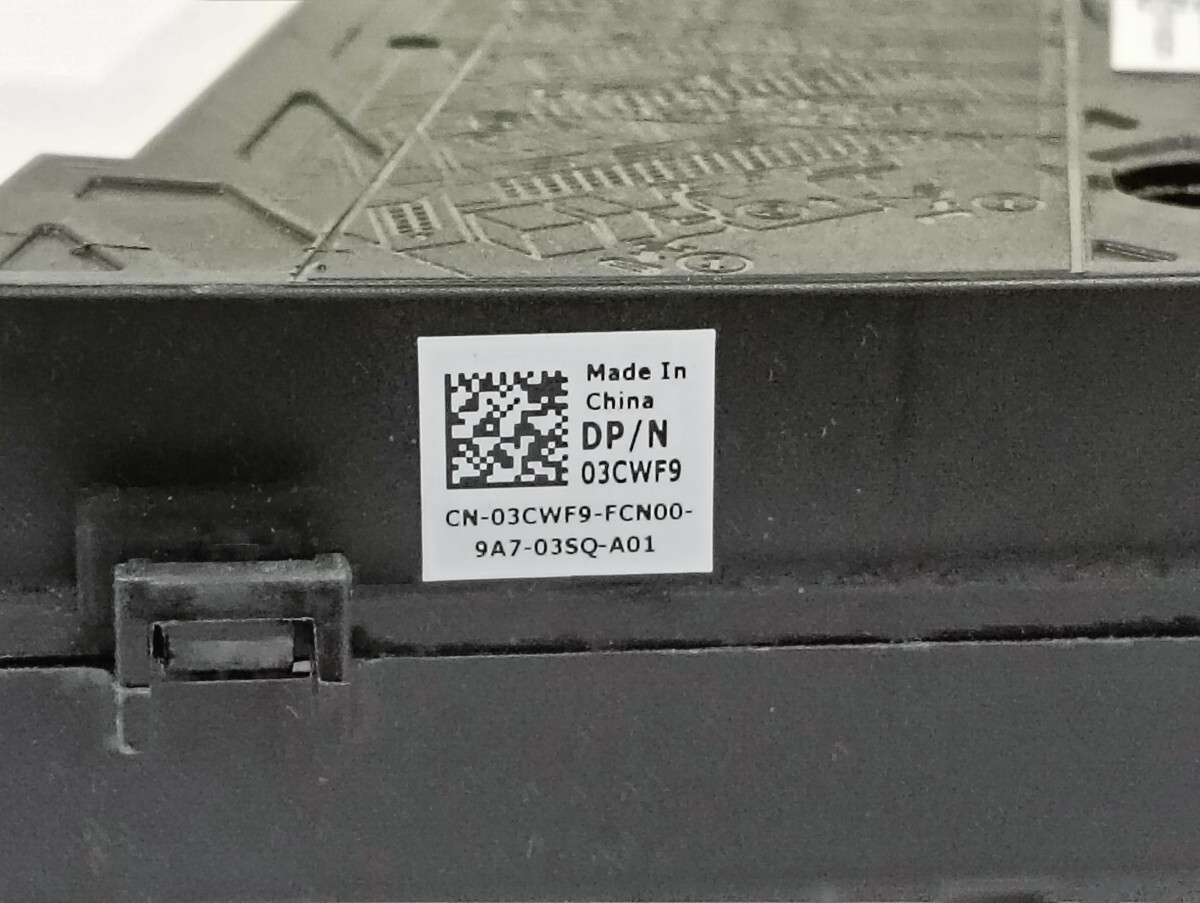 Made In
China
DP/N
03CWF9
CN-03CWF9-FCN00-
9A7-03SQ-A01